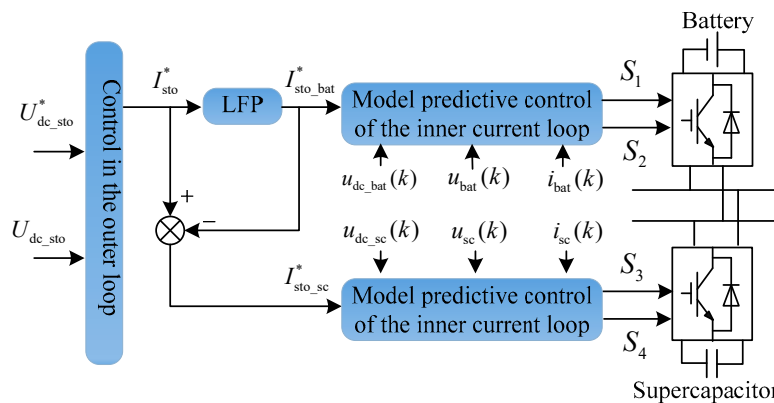 Battery
I*sto
I*sto_bat
LFP
Model predictive control
of the inner current loop
S1
S2
U*dc_sto
Control in the outer loop
udc_bat(k)
ubat(k)
ibat(k)
+
−
Udc_sto
udc_sc(k)
usc(k)
isc(k)
I*sto_sc
Model predictive control
of the inner current loop
S3
S4
Supercapacitor